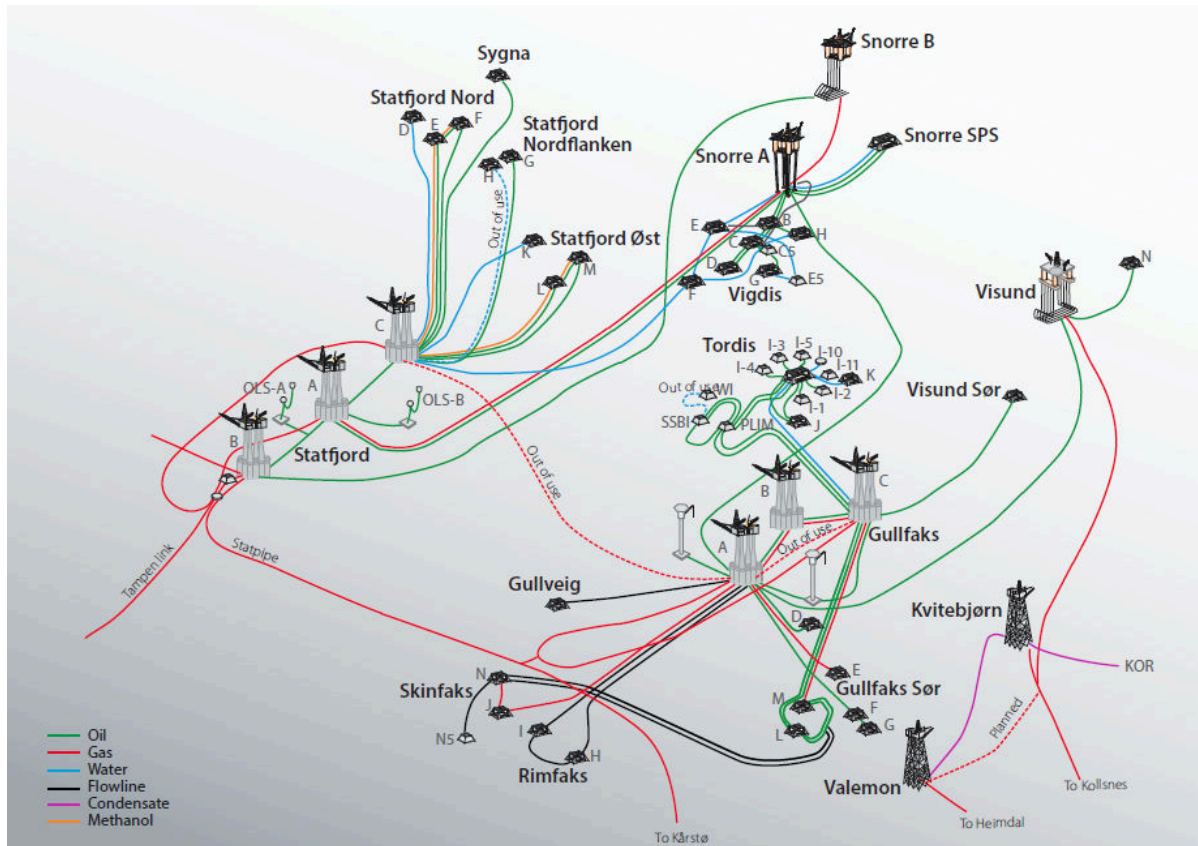 Snorre B
Sygna
Statfjord Nord
D
E
F
Statfjord
Nordflanken
H
G
Out of use
Snorre A
Snorre SPS
K
Statfjord Øst
L
M
E
B
H
C
C5
D
G
E5
F
Vigdis
Visund
N
C
A
B
OLS-A
OLS-B
Statfjord
Tordis
I-3
I-5
I-10
I-4
I-11
K
I-2
I-1
J
Out of use
WI
SSBI
PLIM
Visund Sør
Out of use
B
C
A
Out of use
Gullfaks
Tampen link
Statpipe
Gullveig
D
Kvitebjørn
KOR
E
Gullfaks Sør
N
Skinfaks
J
M
F
L
G
Planned
N5
I
H
Rimfaks
Valemon
To Kollsnes
To Heimdal
To Kårstø
Oil
Gas
Water
Flowline
Condensate
Methanol